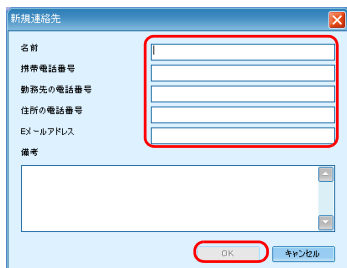 新規連絡先
名前
携帯電話番号
勤務先の電話番号
住所の電話番号
Eメールアドレス
備考
OK
キャンセル